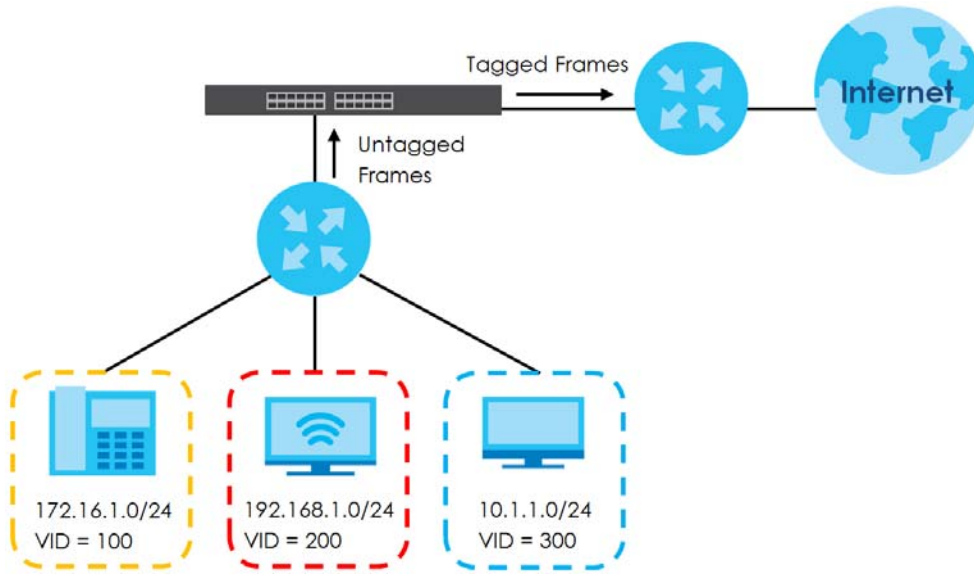 Tagged Frames
Internet
Untagged
Frames
172.16.1.0/24
VID = 100
192.168.1.0/24
VID = 200
10.1.1.0/24
VID = 300